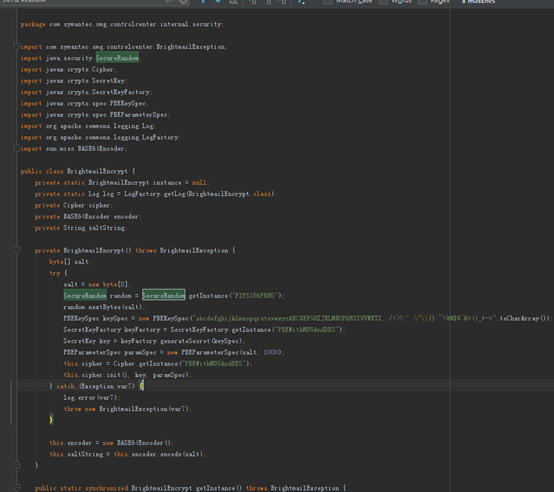 Match Case Words Regex 3 matches
package com.symantec.smg.controlcenter.internal.security;
import com.symantec.smg.controlcenter.BrightmailException;
import java.security.SecureRandom;
import javax.crypto.Cipher;
import javax.crypto.SecretKey;
import javax.crypto.SecretKeyFactory;
import javax.crypto.spec.PBEKeySpec;
import javax.crypto.spec.PBEParameterSpec;
import org.apache.commons.logging.Log;
import org.apache.commons.logging.LogFactory;
import sun.misc.BASE64Encoder;
public class BrightmailEncrypt {
private static BrightmailEncrypt instance = null;
private static Log log = LogFactory.getLog(BrightmailEncrypt.class);
private Cipher cipher;
private BASE64Encoder encoder;
private String saltString;
private BrightmailEncrypt() throws BrightmailException {
byte[] salt;
try {
salt = new byte[8];
SecureRandom random = SecureRandom.getInstance("FIPS186PRNG");
random.nextBytes(salt);
PBEKeySpec keySpec = new PBEKeySpec(.toCharArray());
SecretKeyFactory keyFactory = SecretKeyFactory.getInstance("PBEWithMD5AndDES");
SecretKey key = keyFactory.generateSecret(keySpec);
PBEParameterSpec paramSpec = new PBEParameterSpec(salt, 1000);
this.cipher = Cipher.getInstance("PBEWithMD5AndDES");
this.cipher.init(1, key, paramSpec);
} catch (Exception var7) {
log.error(var7);
throw new BrightmailException(var7);
}
this.encoder = new BASE64Encoder();
this.saltString = this.encoder.encode(salt);
}
public static synchronized BrightmailEncrypt getInstance() throws BrightmailException {